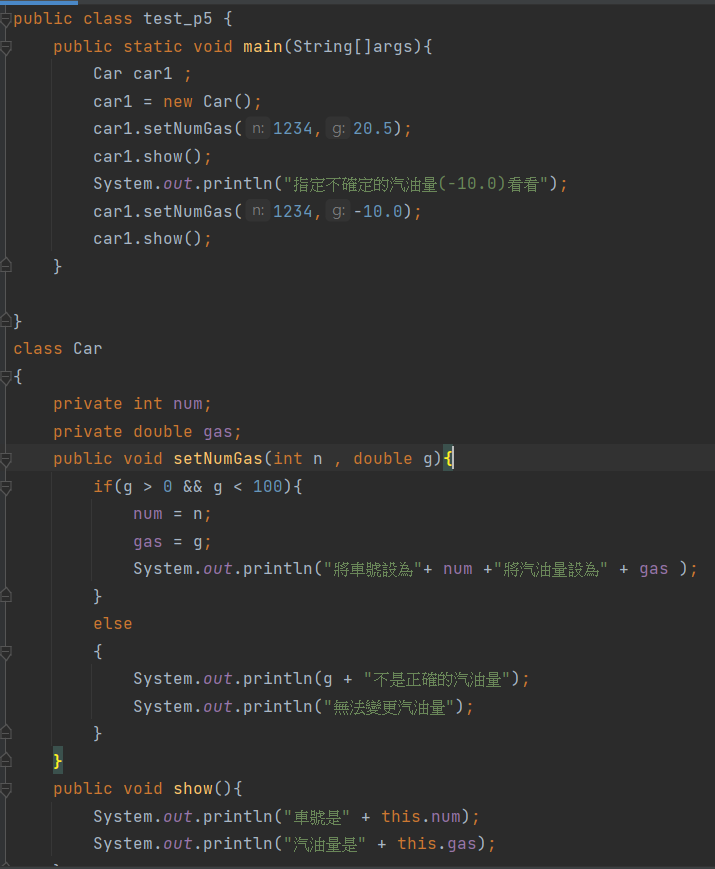 public class test_p5 {
    public static void main(String[]args){
        Car car1 ;
        car1 = new Car();
        car1.setNumGas( n: 1234, g: 20.5);
        car1.show();
        System.out.println("指定不確定的汽油量(-10.0)看看");
        car1.setNumGas( n: 1234, g: -10.0);
        car1.show();
    }
}
class Car
{
    private int num;
    private double gas;
    public void setNumGas(int n , double g){
        if(g > 0 && g < 100){
            num = n;
            gas = g;
            System.out.println("將車號設為"+ num +"將汽油量設為" + gas );
        }
        else
        {
            System.out.println(g + "不是正確的汽油量");
            System.out.println("無法變更汽油量");
        }
    }
    public void show(){
        System.out.println("車號是" + this.num);
        System.out.println("汽油量是" + this.gas);